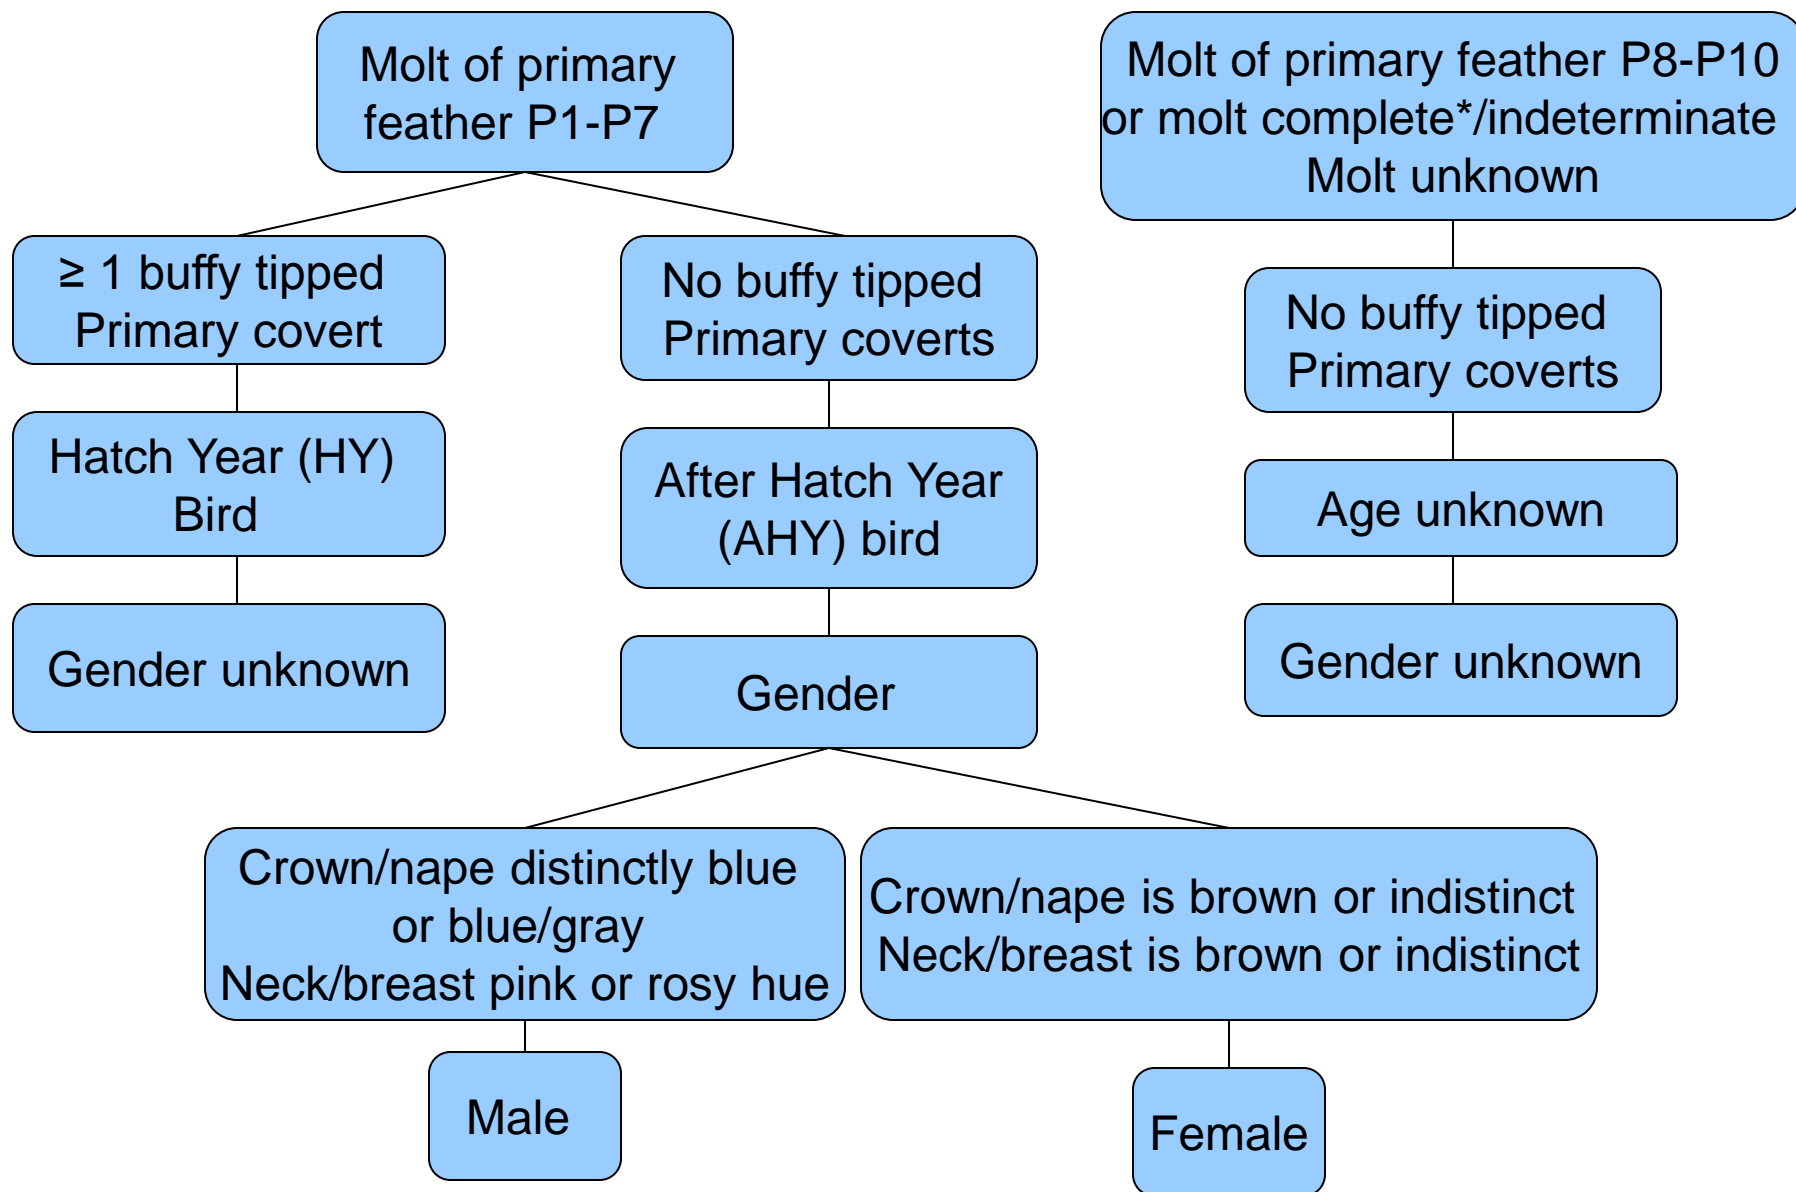 Molt of primary
feather P1-P7
Molt of primary feather P8-P10
or molt complete*/indeterminate
Molt unknown
≥ 1 buffy tipped
Primary covert
No buffy tipped
Primary coverts
No buffy tipped
Primary coverts
Hatch Year (HY)
Bird
After Hatch Year
(AHY) bird
Age unknown
Gender unknown
Gender
Gender unknown
Crown/nape distinctly blue
or blue/gray
Neck/breast pink or rosy hue
Crown/nape is brown or indistinct
Neck/breast is brown or indistinct
Male
Female